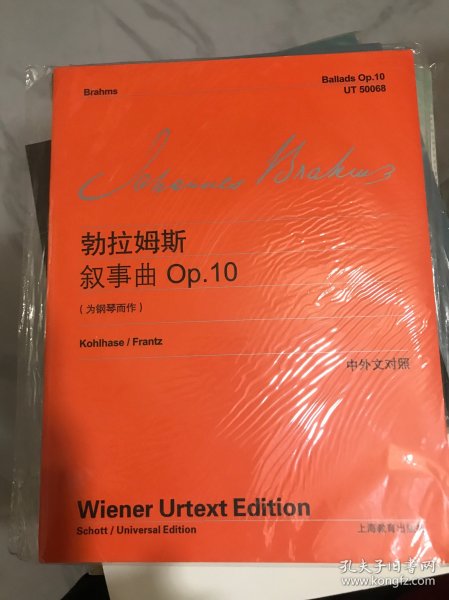 Brahms
Ballads Op.10
UT 50068
Johannes Brahms
勃拉姆斯
叙事曲 Op.10
（为钢琴而作）
Kohlhase / Frantz
中外文对照
Wiener Urtext Edition
Schott / Universal Edition
上海教育出版社
孔夫子旧书网
www.kongfz.com